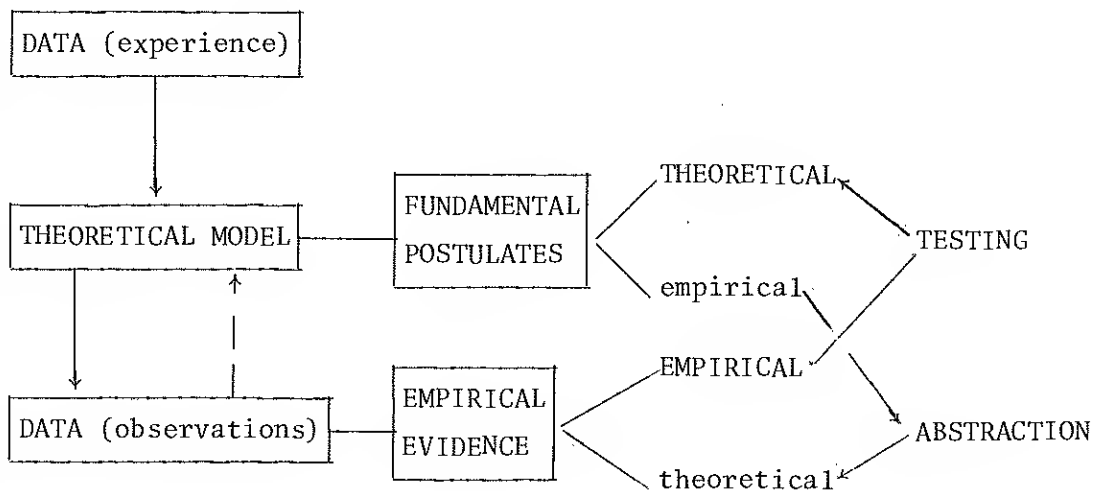 DATA (experience)
THEORETICAL MODEL
FUNDAMENTAL
POSTULATES
THEORETICAL
TESTING
empirical
EMPIRICAL
DATA (observations)
EMPIRICAL
EVIDENCE
ABSTRACTION
theoretical